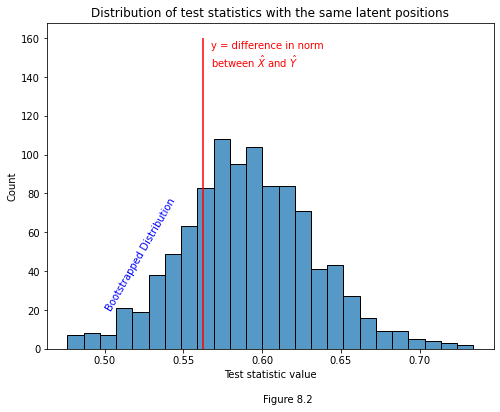 Distribution of test statistics with the same latent positions
160
140
120
100
80
60
40
20
0
Count
y = difference in norm
between X̂ and Ŷ
Bootstrapped Distribution
0.50 0.55 0.60 0.65 0.70
Test statistic value
Figure 8.2